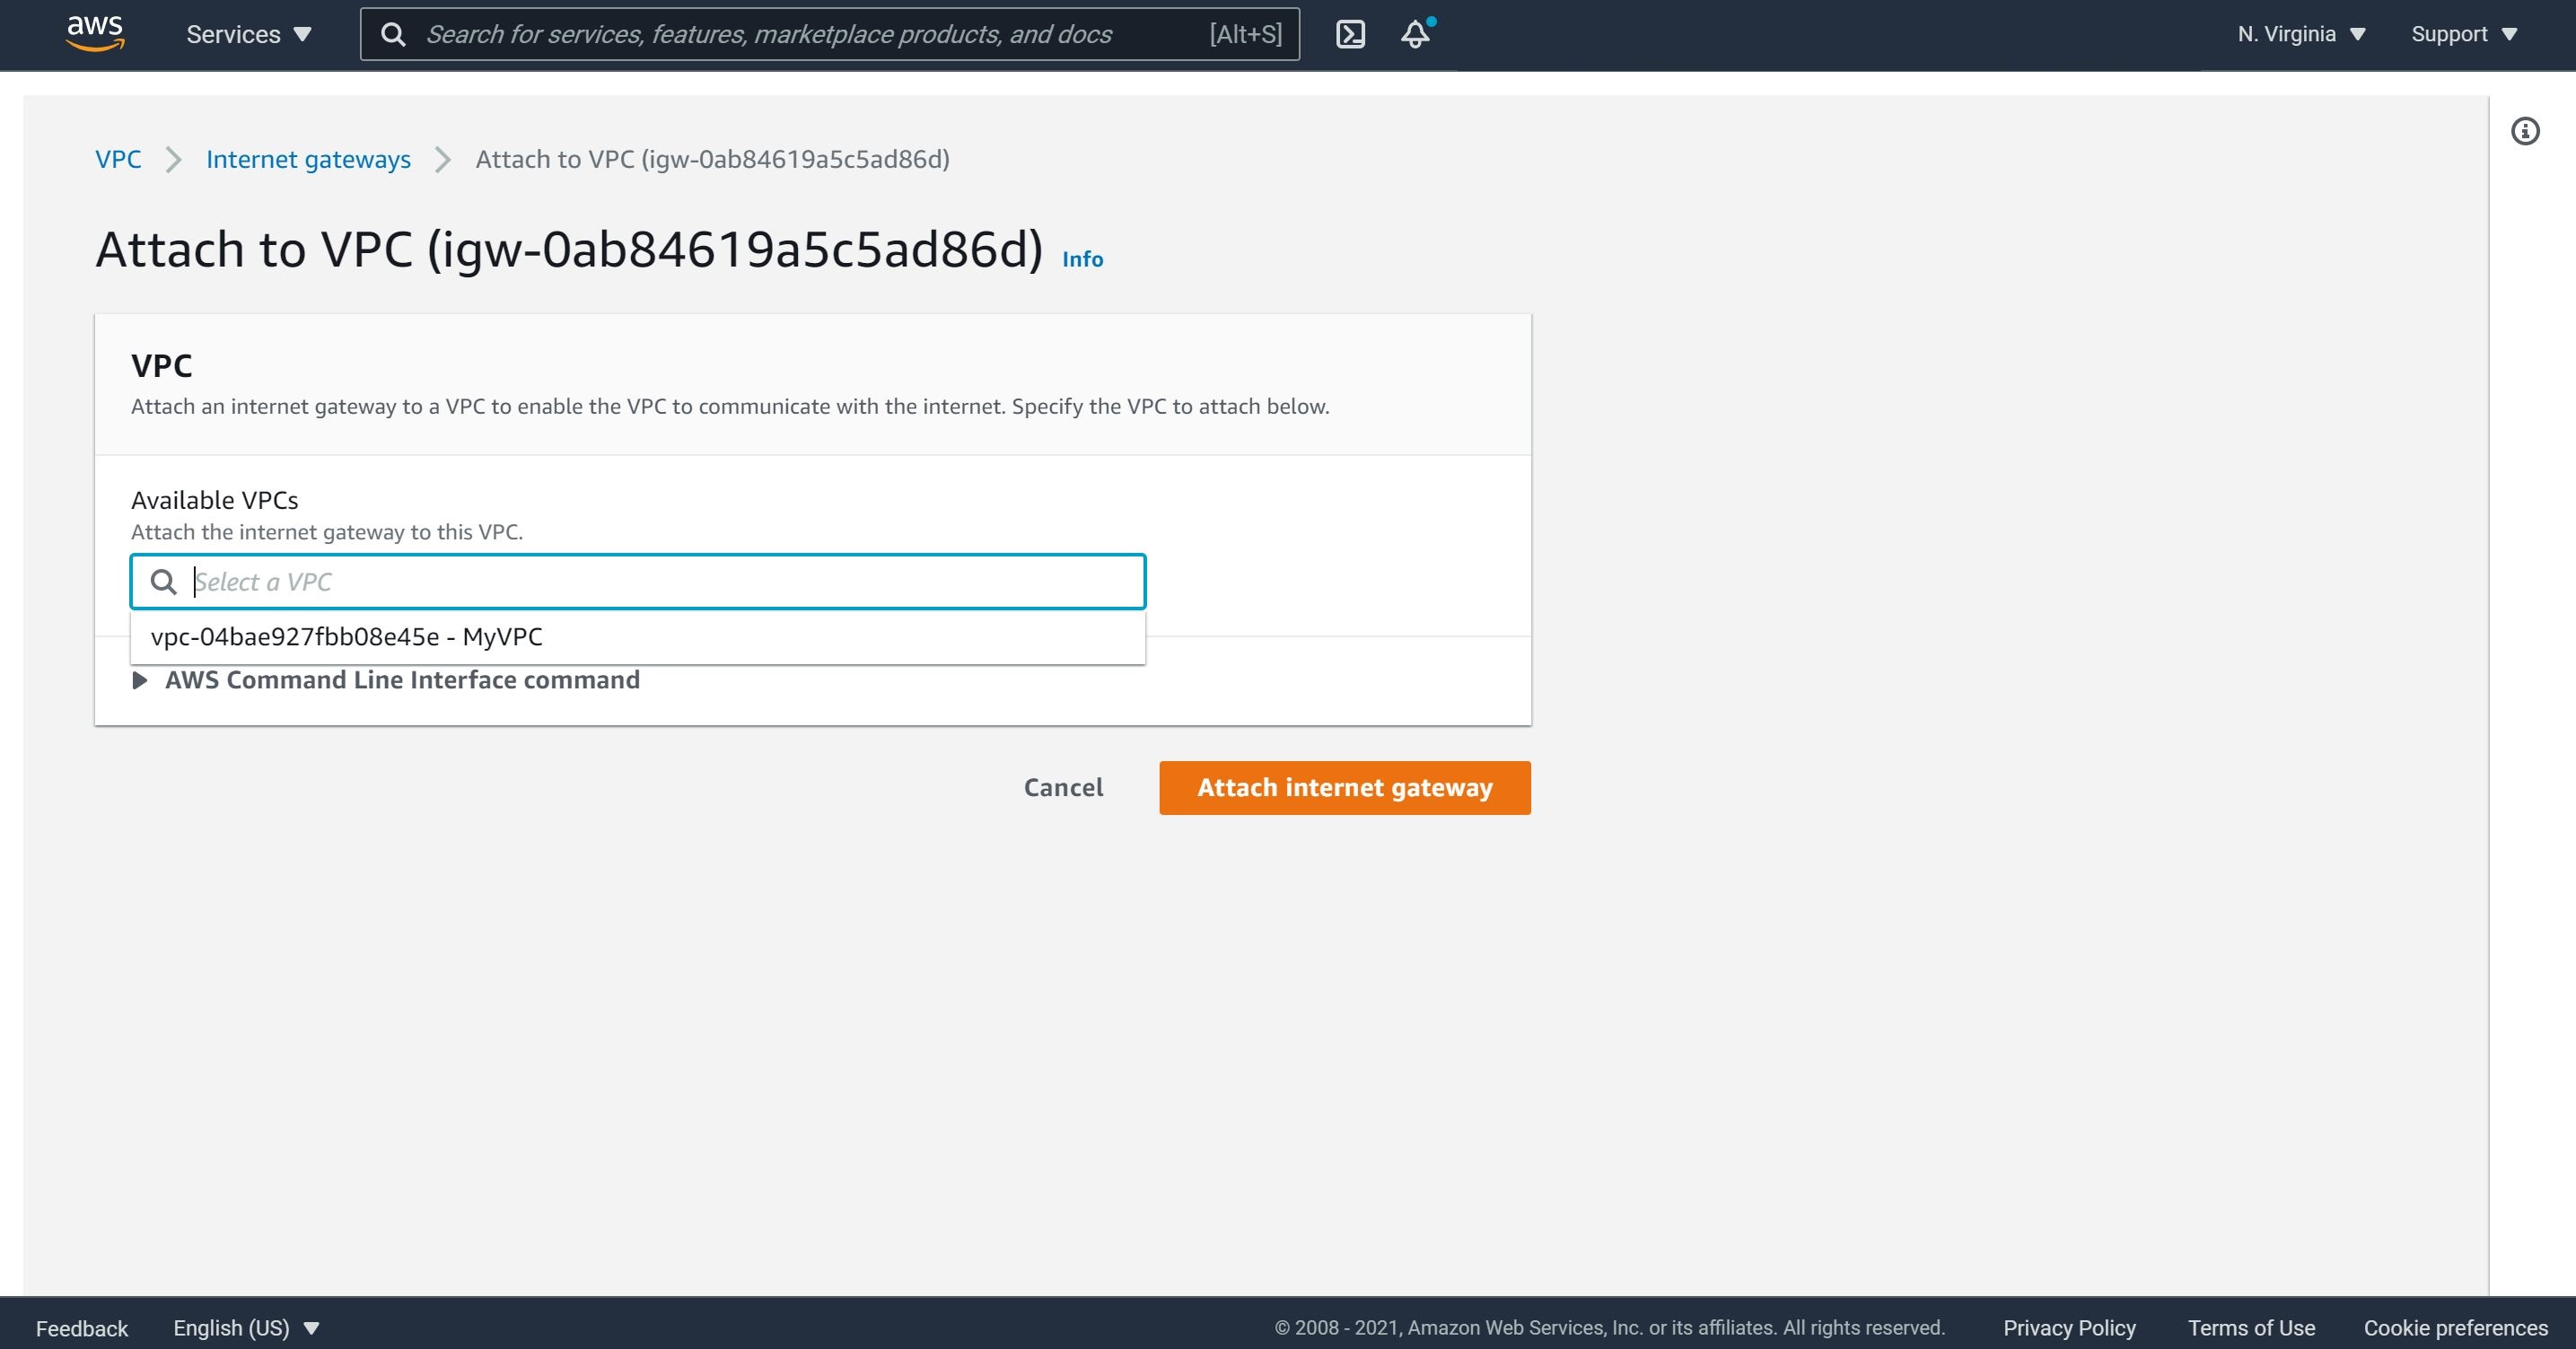 aws Services Search for services, features, marketplace products, and docs [Alt+S] N. Virginia Support
VPC Internet gateways Attach to VPC (igw-0ab84619a5c5ad86d)
Attach to VPC (igw-0ab84619a5c5ad86d) Info
VPC
Attach an internet gateway to a VPC to enable the VPC to communicate with the internet. Specify the VPC to attach below.
Available VPCs
Attach the internet gateway to this VPC.
Select a VPC
vpc-04bae927fbb08e45e - MyVPC
AWS Command Line Interface command
Cancel Attach internet gateway
Feedback English (US) © 2008 - 2021, Amazon Web Services, Inc. or its affiliates. All rights reserved. Privacy Policy Terms of Use Cookie preferences